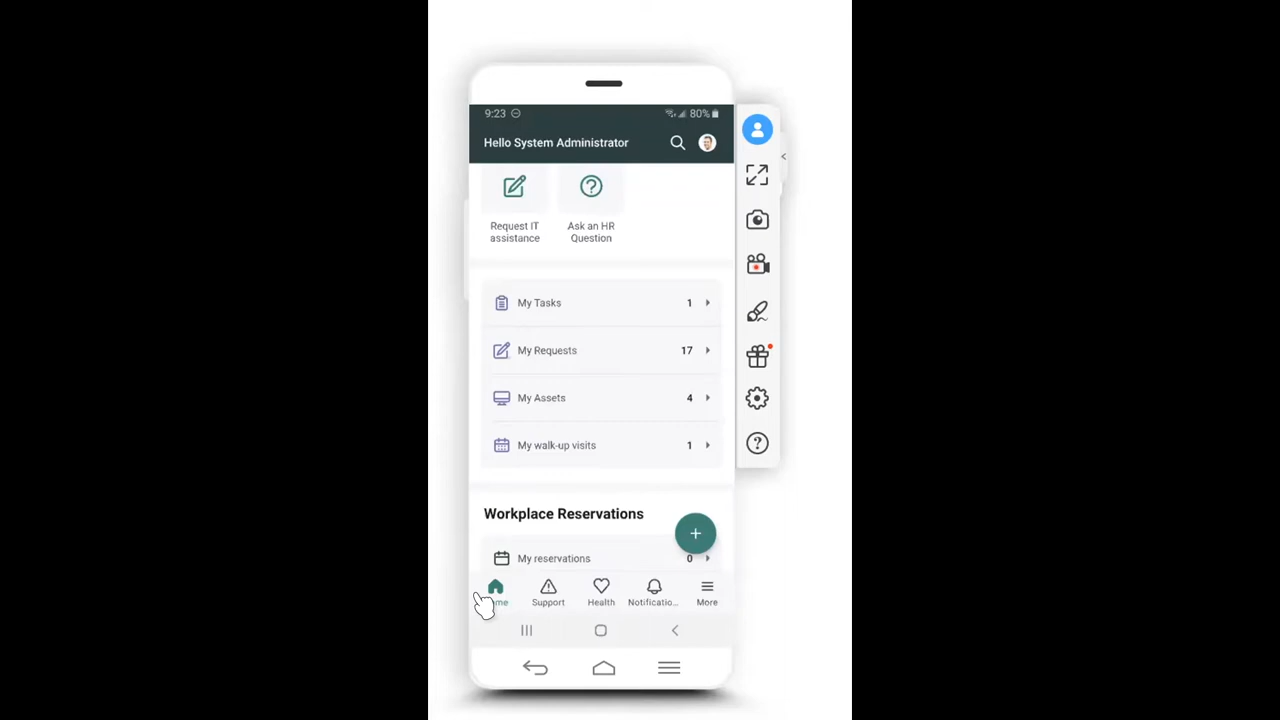 9:23
80%
Hello System Administrator
Request IT
assistance
Ask an HR
Question
My Tasks
1
My Requests
17
My Assets
4
My walk-up visits
1
Workplace Reservations
My reservations
0
Support
Health
Notificatio...
More